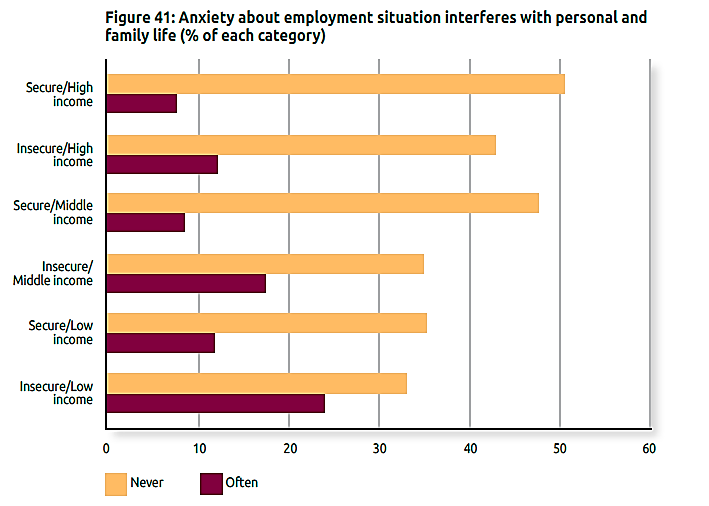 Figure 41: Anxiety about employment situation interferes with personal and
family life (% of each category)
Secure/High
income
Insecure/High
income
Secure/Middle
income
Insecure/
Middle income
Secure/Low
income
Insecure/Low
income
0 10 20 30 40 50 60
Never Often